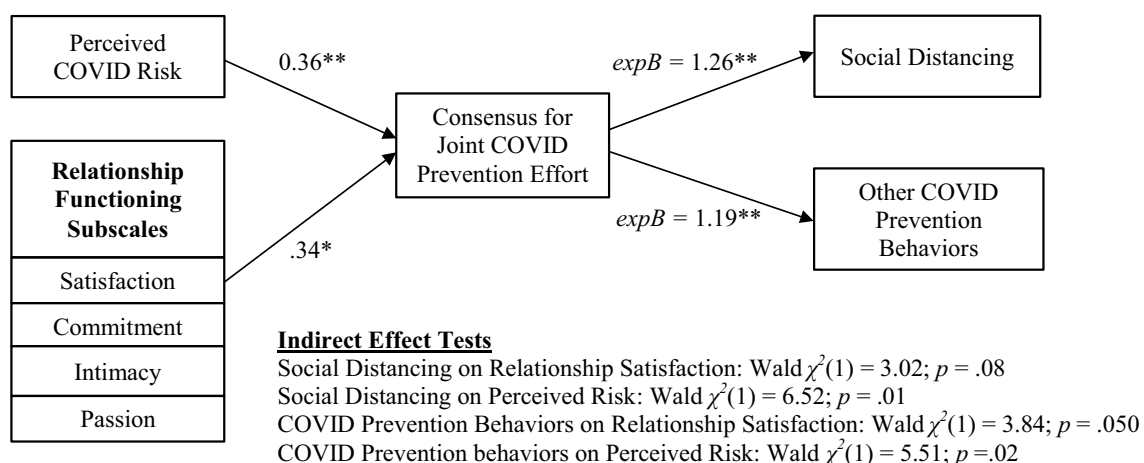 Perceived
COVID Risk
0.36**
Relationship
Functioning
Subscales
Satisfaction
Commitment
Intimacy
Passion
.34*
Consensus for
Joint COVID
Prevention Effort
expB = 1.26**
Social Distancing
expB = 1.19**
Other COVID
Prevention
Behaviors
Indirect Effect Tests
Social Distancing on Relationship Satisfaction: Wald χ²(1) = 3.02; p = .08
Social Distancing on Perceived Risk: Wald χ²(1) = 6.52; p = .01
COVID Prevention Behaviors on Relationship Satisfaction: Wald χ²(1) = 3.84; p = .050
COVID Prevention behaviors on Perceived Risk: Wald χ²(1) = 5.51; p =.02